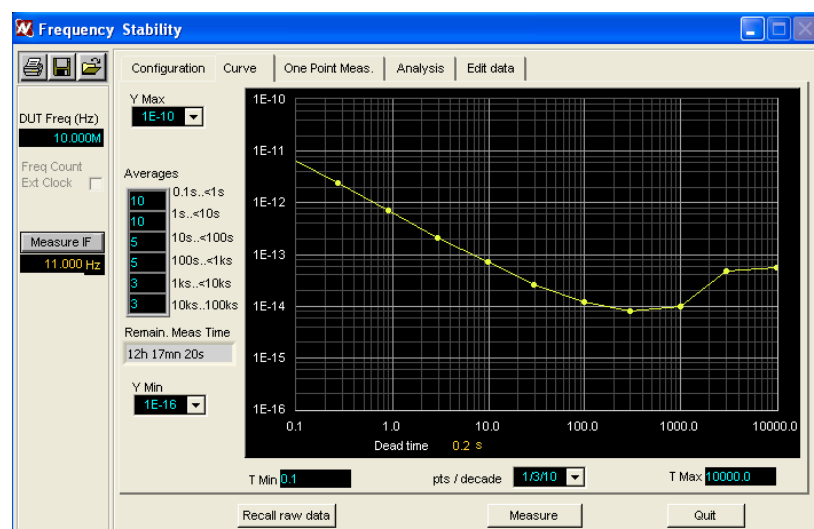 Frequency Stability
Configuration Curve One Point Meas. Analysis Edit data
DUT Freq (Hz)
10.000M
Freq Count
Ext Clock
Measure IF
11.000 Hz
Y Max
1E-10
Averages
10 0.1s..<1s
10 1s..<10s
5 10s..<100s
5 100s..<1ks
3 1ks..<10ks
3 10ks..100ks
Remain. Meas Time
12h 17mn 20s
Y Min
1E-16
1E-10
1E-11
1E-12
1E-13
1E-14
1E-15
1E-16
0.1 1.0 10.0 100.0 1000.0 10000.0
Dead time 0.2 s
T Min 0.1 pts / decade 1/3/10 T Max 10000.0
Recall raw data Measure Quit